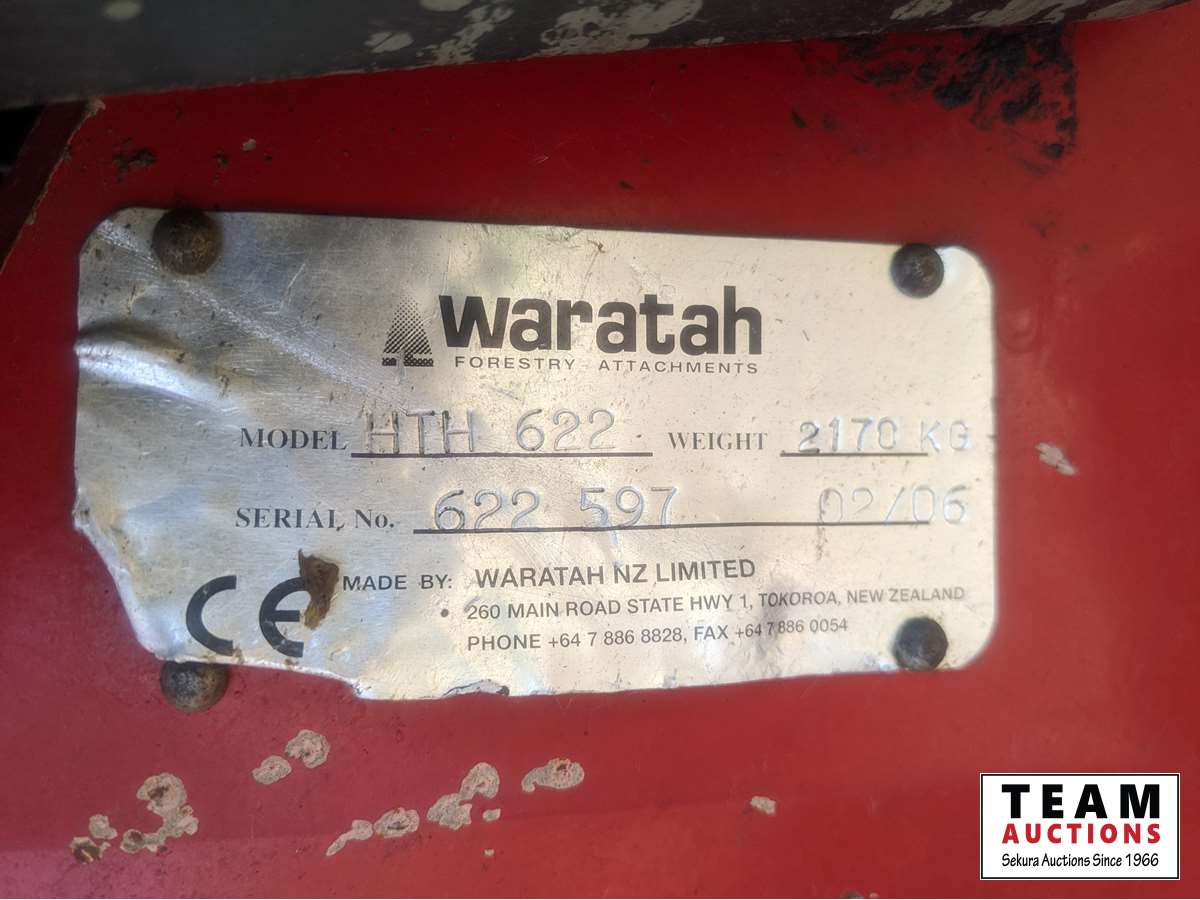 Waratah
FORESTRY ATTACHMENTS
MODEL HTH 622 WEIGHT 2170 KG
SERIAL No. 622 597 02/06
CE MADE BY: WARATAH NZ LIMITED
260 MAIN ROAD STATE HWY 1, TOKOROA, NEW ZEALAND
PHONE +64 7 886 8828, FAX +64 7 886 0054
TEAM
AUCTIONS
Sekura Auctions Since 1966